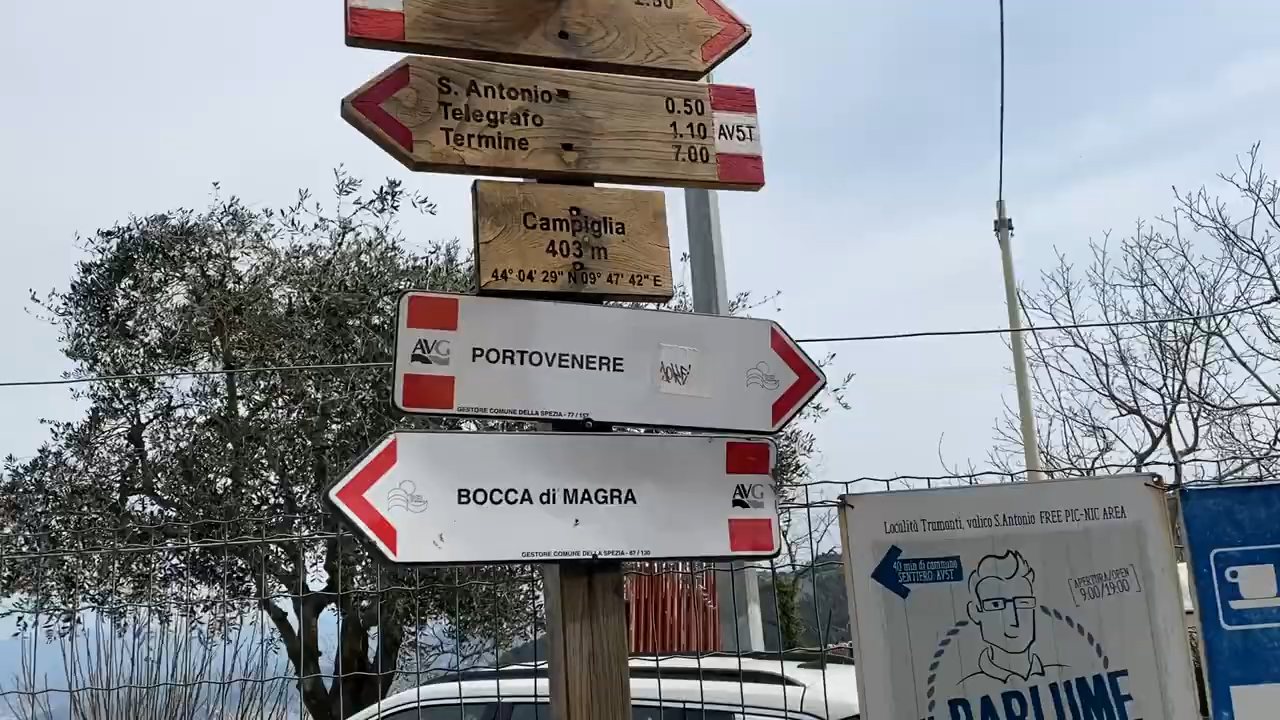 2.30
S. Antonio 0.50
Telegrafo 1.10
Termine 7.00
AV5T
Campiglia
403 m
44° 04' 29" N 09° 47' 42" E
AVG
PORTOVENERE
GESTORE COMUNE DELLA SPEZIA - 77 / 157
BOCCA di MAGRA
AVG
GESTORE COMUNE DELLA SPEZIA - 67 / 130
Località Tramonti, valico S.Antonio FREE PIC-NIC AREA
40 min di cammino
SENTIERO AV5T
[APERTURA/OPEN
9:00/19:00]
BARLUME